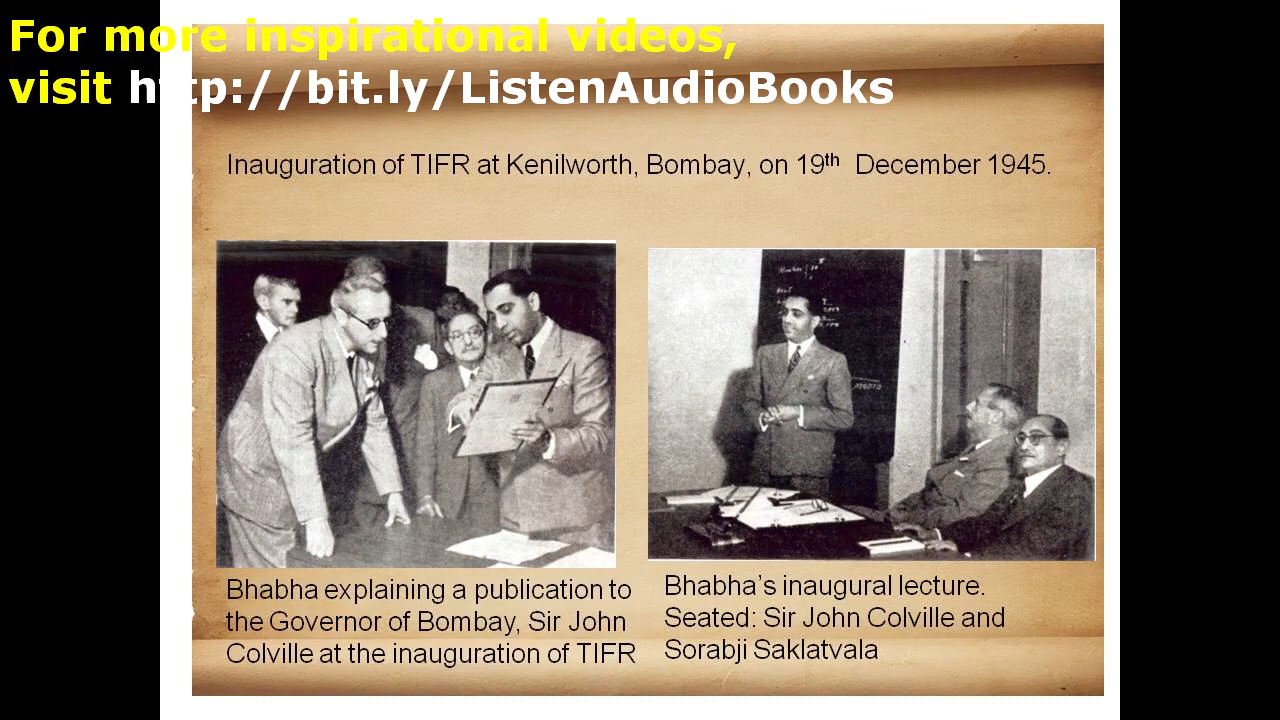 For more inspirational videos,
visit http://bit.ly/ListenAudioBooks
Inauguration of TIFR at Kenilworth, Bombay, on 19th December 1945.
Bhabha explaining a publication to
the Governor of Bombay, Sir John
Colville at the inauguration of TIFR
Bhabha’s inaugural lecture.
Seated: Sir John Colville and
Sorabji Saklatvala